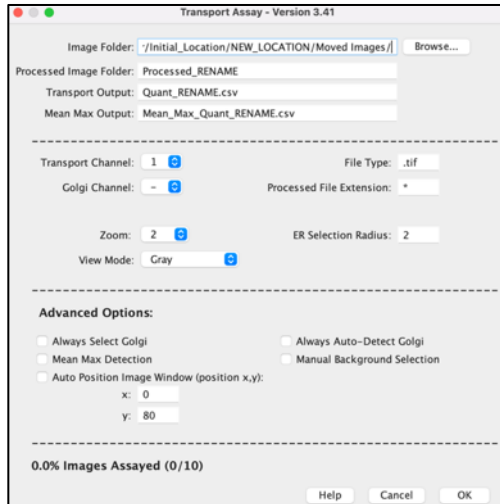 Transport Assay - Version 3.41
Image Folder: '/Initial_Location/NEW_LOCATION/Moved Images/ Browse...
Processed Image Folder: Processed_RENAME
Transport Output: Quant_RENAME.csv
Mean Max Output: Mean_Max_Quant_RENAME.csv
Transport Channel: 1 File Type: .tif
Golgi Channel: - Processed File Extension: *
Zoom: 2 ER Selection Radius: 2
View Mode: Gray
Advanced Options:
Always Select Golgi Always Auto-Detect Golgi
Mean Max Detection Manual Background Selection
Auto Position Image Window (position x,y):
x: 0
y: 80
0.0% Images Assayed (0/10)
Help Cancel OK